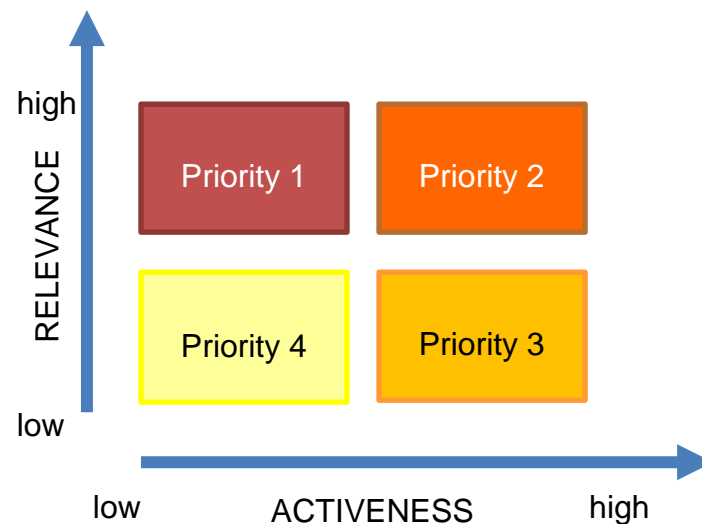 high
Priority 1
Priority 2
RELEVANCE
Priority 4
Priority 3
low
low
ACTIVENESS
high